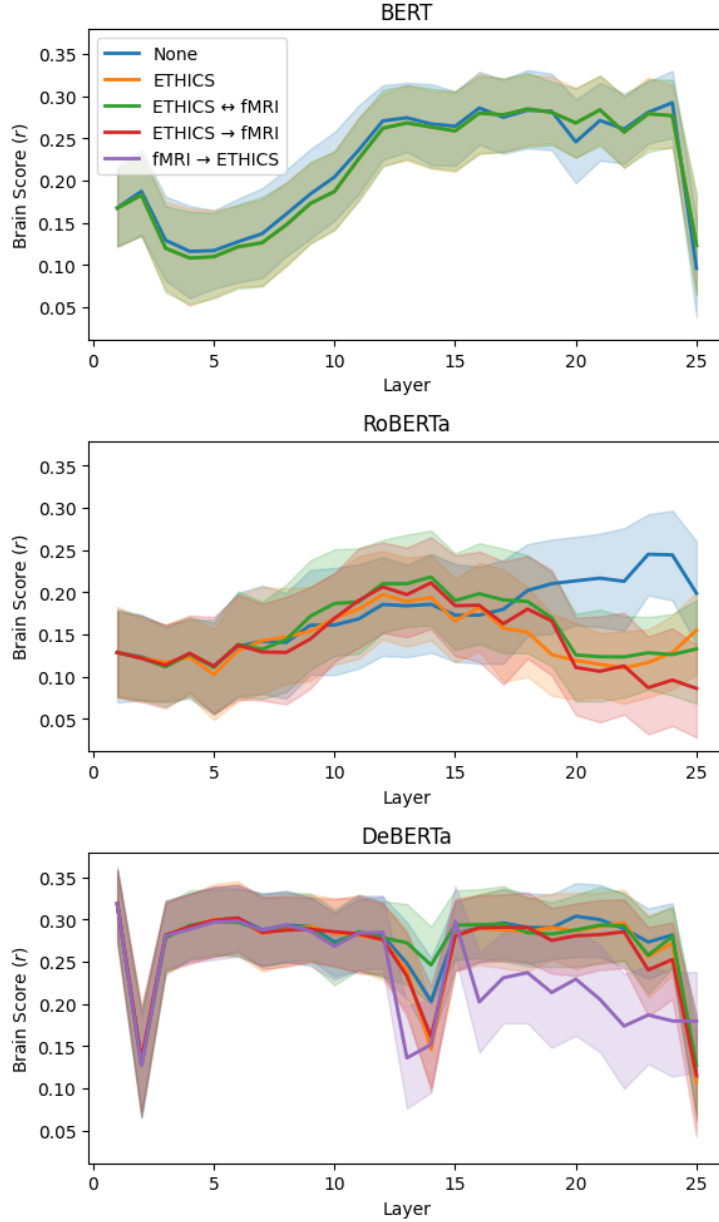 BERT
None
ETHICS
ETHICS ↔ fMRI
ETHICS → fMRI
fMRI → ETHICS
Brain Score (r)
0.35
0.30
0.25
0.20
0.15
0.10
0.05
0 5 10 15 20 25
Layer
RoBERTa
Brain Score (r)
0.35
0.30
0.25
0.20
0.15
0.10
0.05
0 5 10 15 20 25
Layer
DeBERTa
Brain Score (r)
0.35
0.30
0.25
0.20
0.15
0.10
0.05
0 5 10 15 20 25
Layer